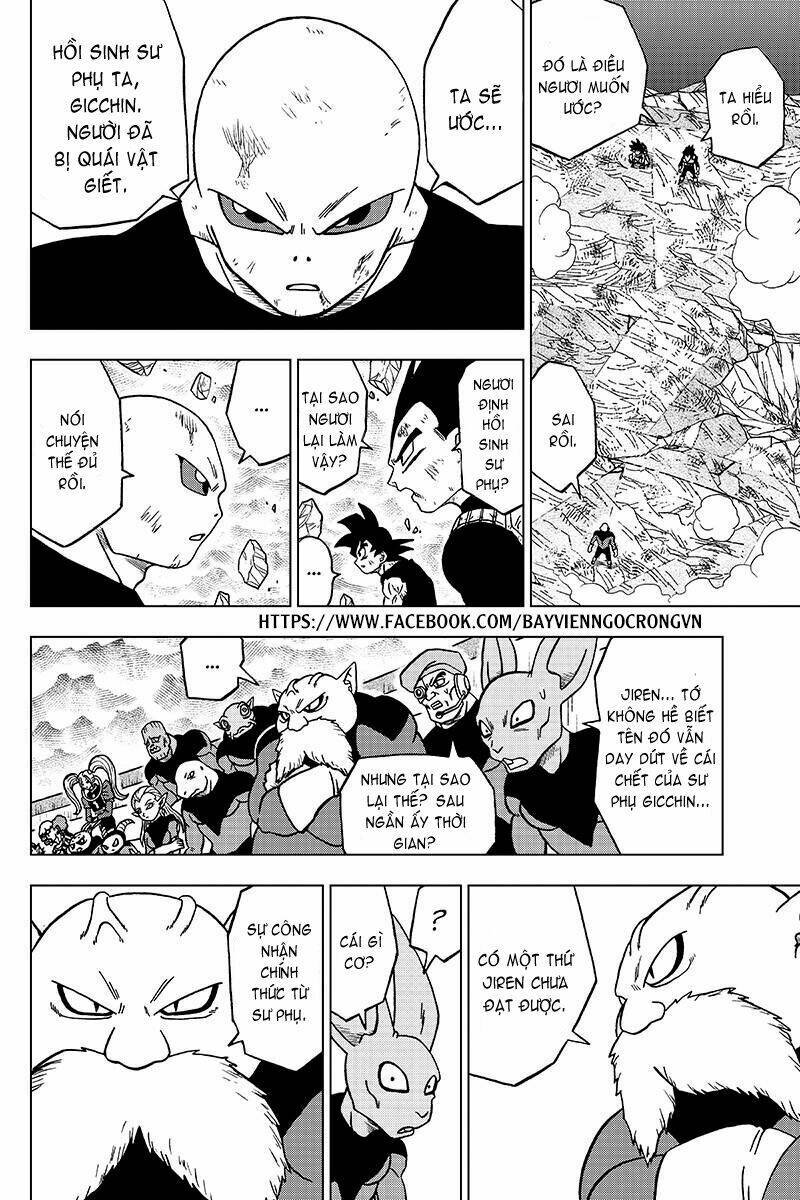 TA HIỂU
RỒI.
ĐÓ LÀ ĐIỀU
NGƯƠI MUỐN
ƯỚC?
SAI
RỒI.
TA SẼ
ƯỚC...
HỒI SINH SƯ
PHỤ TA,
GICCHIN.
NGƯỜI ĐÃ
BỊ QUÁI VẬT
GIẾT.
NGƯƠI
ĐỊNH
HỒI
SINH
SƯ
PHỤ?
TẠI SAO
NGƯƠI
LẠI LÀM
VẬY?
...
...
NÓI
CHUYỆN
THẾ ĐỦ
RỒI.
HTTPS://WWW.FACEBOOK.COM/BAYVIENNGOCRONGVN
JIREN... TỚ
KHÔNG HỀ BIẾT
TÊN ĐÓ VẪN
DAY DỨT VỀ CÁI
CHẾT CỦA SƯ
PHỤ GICCHIN...
NHƯNG TẠI SAO
LẠI THẾ? SAU
NGẦN ẤY THỜI
GIAN?
...
CÓ MỘT THỨ
JIREN CHƯA
ĐẠT ĐƯỢC.
?
CÁI GÌ
CƠ?
SỰ CÔNG
NHẬN
CHÍNH
THỨC TỪ
SƯ PHỤ.